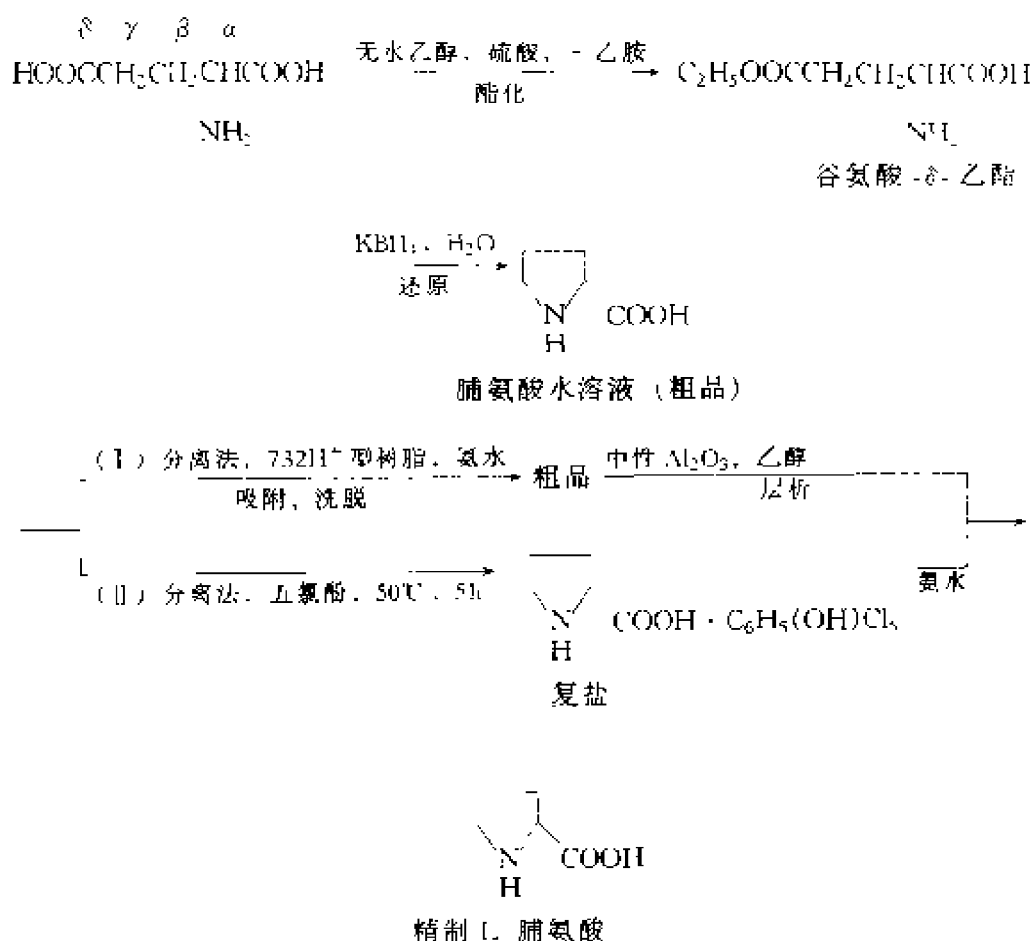 δ γ β α
HOOCCH₂CH₂CHCOOH 无水乙醇、硫酸、-乙胺 C₂H₅OOCCH₂CH₂CHCOOH
酯化
NH₂ NH₂
谷氨酸-δ-乙酯
KBH₄、H₂O
还原
N COOH
H
脯氨酸水溶液（粗品）
（Ⅰ）分离法，732H⁺型树脂，氨水 粗品 中性 Al₂O₃，乙醇
吸附、洗脱 层析
（Ⅱ）分离法、五氯酚、50℃、5h 氨水
N COOH·C₆H₅(OH)Cl₅
H
复盐
N COOH
H
精制 L 脯氨酸